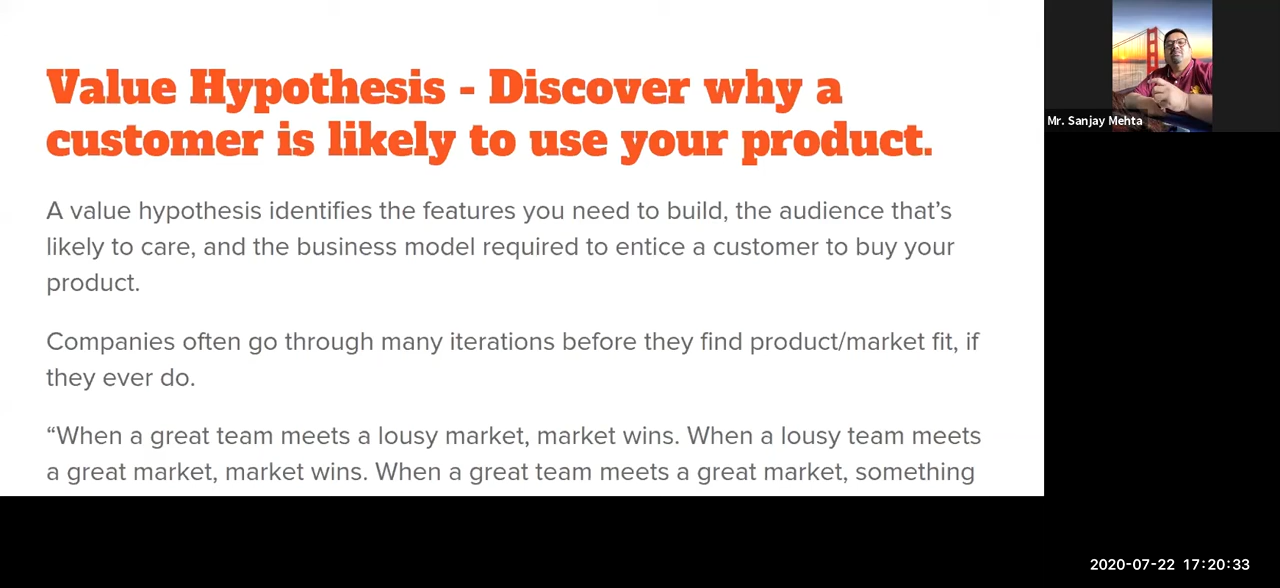 Value Hypothesis - Discover why a
customer is likely to use your product.
A value hypothesis identifies the features you need to build, the audience that’s
likely to care, and the business model required to entice a customer to buy your
product.
Companies often go through many iterations before they find product/market fit, if
they ever do.
“When a great team meets a lousy market, market wins. When a lousy team meets
a great market, market wins. When a great team meets a great market, something
Mr. Sanjay Mehta
2020-07-22 17:20:33